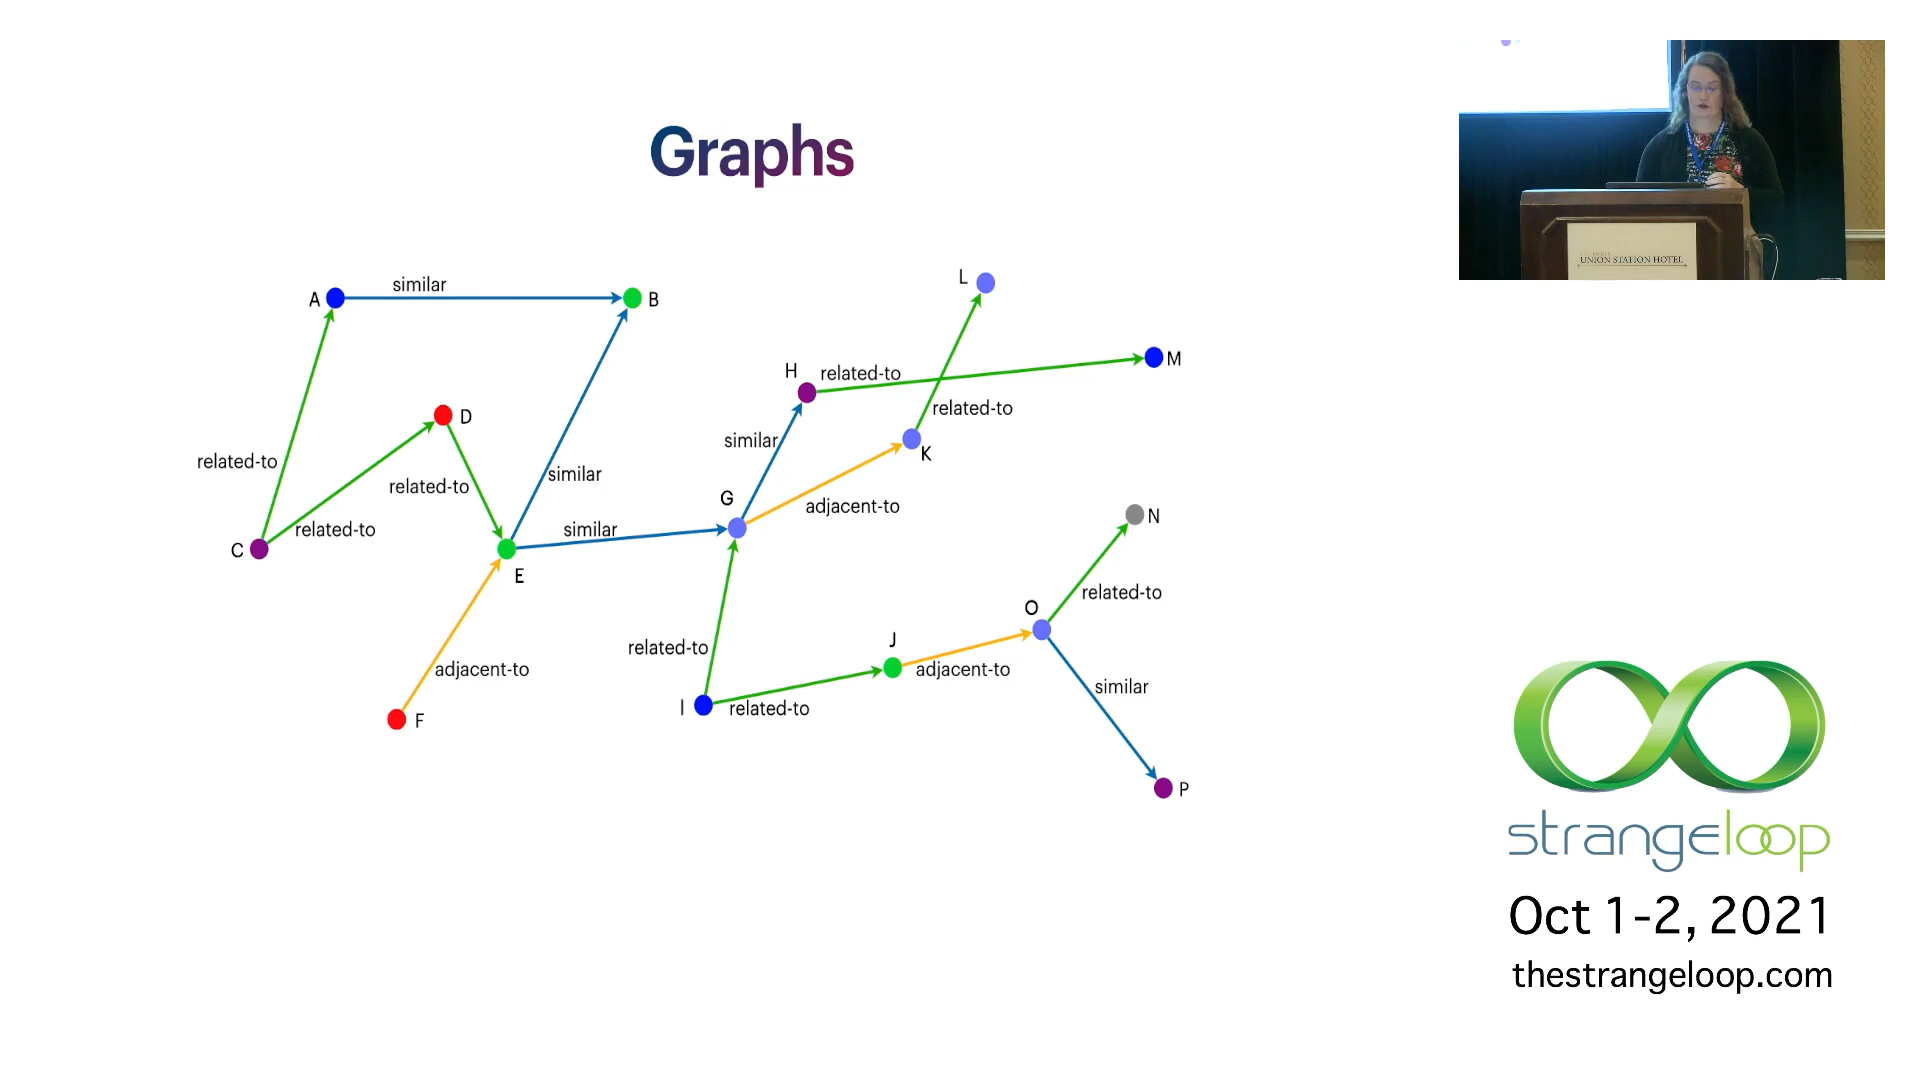 Graphs
L
A
similar
B
H
related-to
M
D
related-to
similar
K
related-to
related-to
similar
G
adjacent-to
related-to
similar
N
C
E
related-to
O
related-to
J
adjacent-to
adjacent-to
similar
I
related-to
F
P
UNION STATION HOTEL
strangeloop
Oct 1-2, 2021
thestrangeloop.com